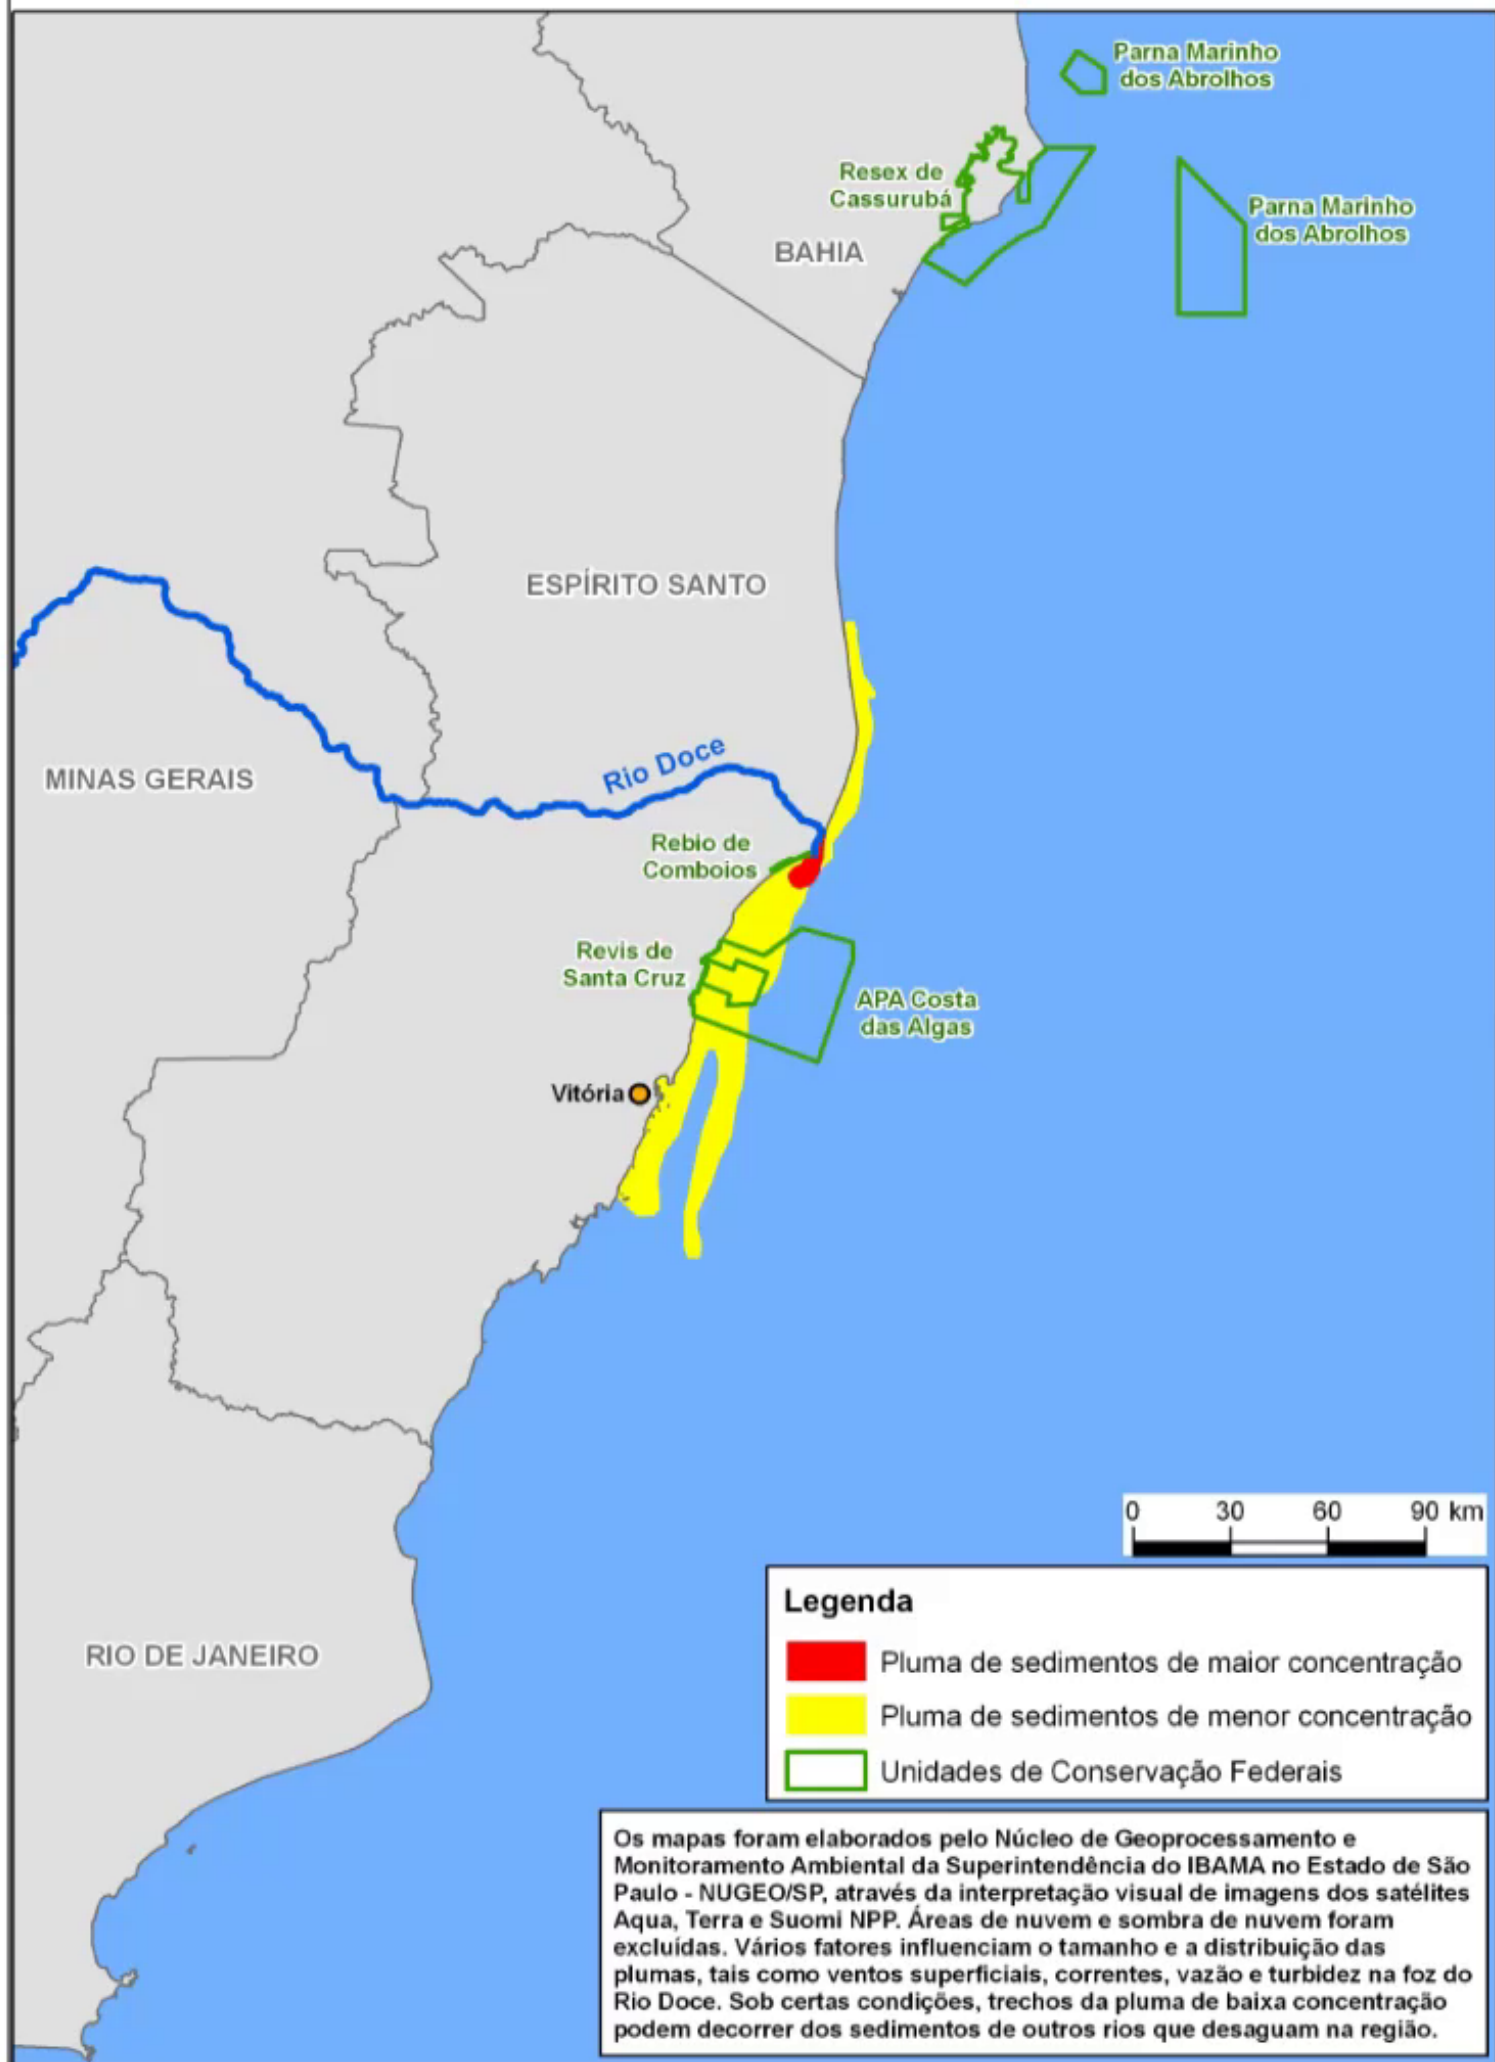 Parna Marinho
dos Abrolhos
Resex de
Cassurubá
Parna Marinho
dos Abrolhos
BAHIA
ESPÍRITO SANTO
Rio Doce
MINAS GERAIS
Rebio de
Comboios
Revis de
Santa Cruz
APA Costa
das Algas
Vitória
0 30 60 90 km
Legenda
Pluma de sedimentos de maior concentração
Pluma de sedimentos de menor concentração
Unidades de Conservação Federais
RIO DE JANEIRO
Os mapas foram elaborados pelo Núcleo de Geoprocessamento e
Monitoramento Ambiental da Superintendência do IBAMA no Estado de São
Paulo - NUGEO/SP, através da interpretação visual de imagens dos satélites
Aqua, Terra e Suomi NPP. Áreas de nuvem e sombra de nuvem foram
excluídas. Vários fatores influenciam o tamanho e a distribuição das
plumas, tais como ventos superficiais, correntes, vazão e turbidez na foz do
Rio Doce. Sob certas condições, trechos da pluma de baixa concentração
podem decorrer dos sedimentos de outros rios que desaguam na região.